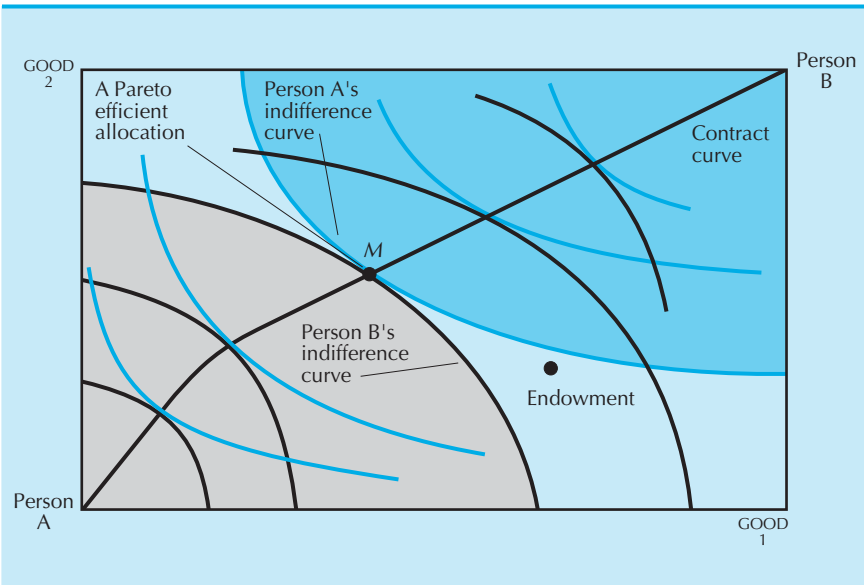 GOOD
2
A Pareto
efficient
allocation
Person A's
indifference
curve
Person
B
Contract
curve
M
Person B's
indifference
curve
Endowment
Person
A
GOOD
1